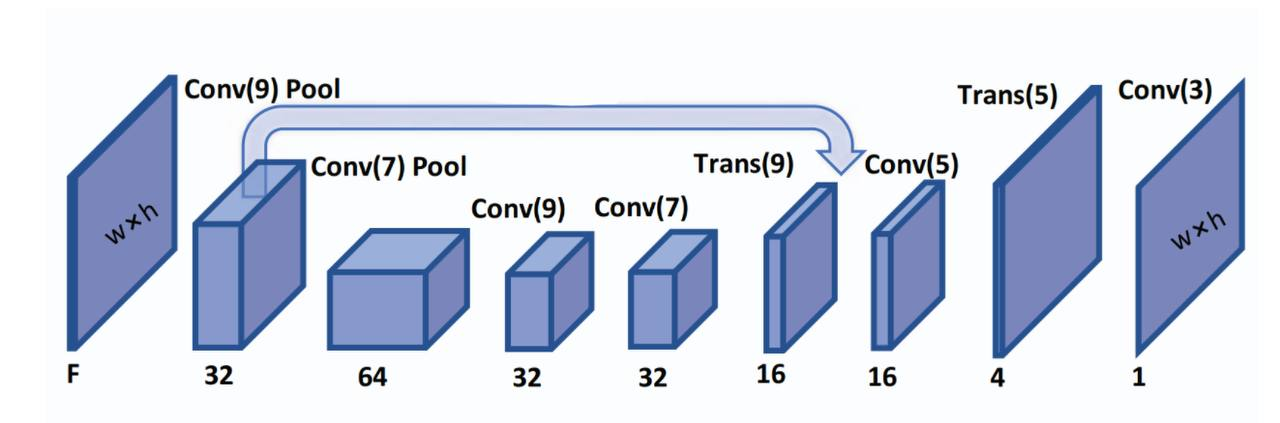 Conv(9) Pool
Conv(7) Pool
Conv(9)
Conv(7)
Trans(9)
Conv(5)
Trans(5)
Conv(3)
w×h
w×h
F
32
64
32
32
16
16
4
1